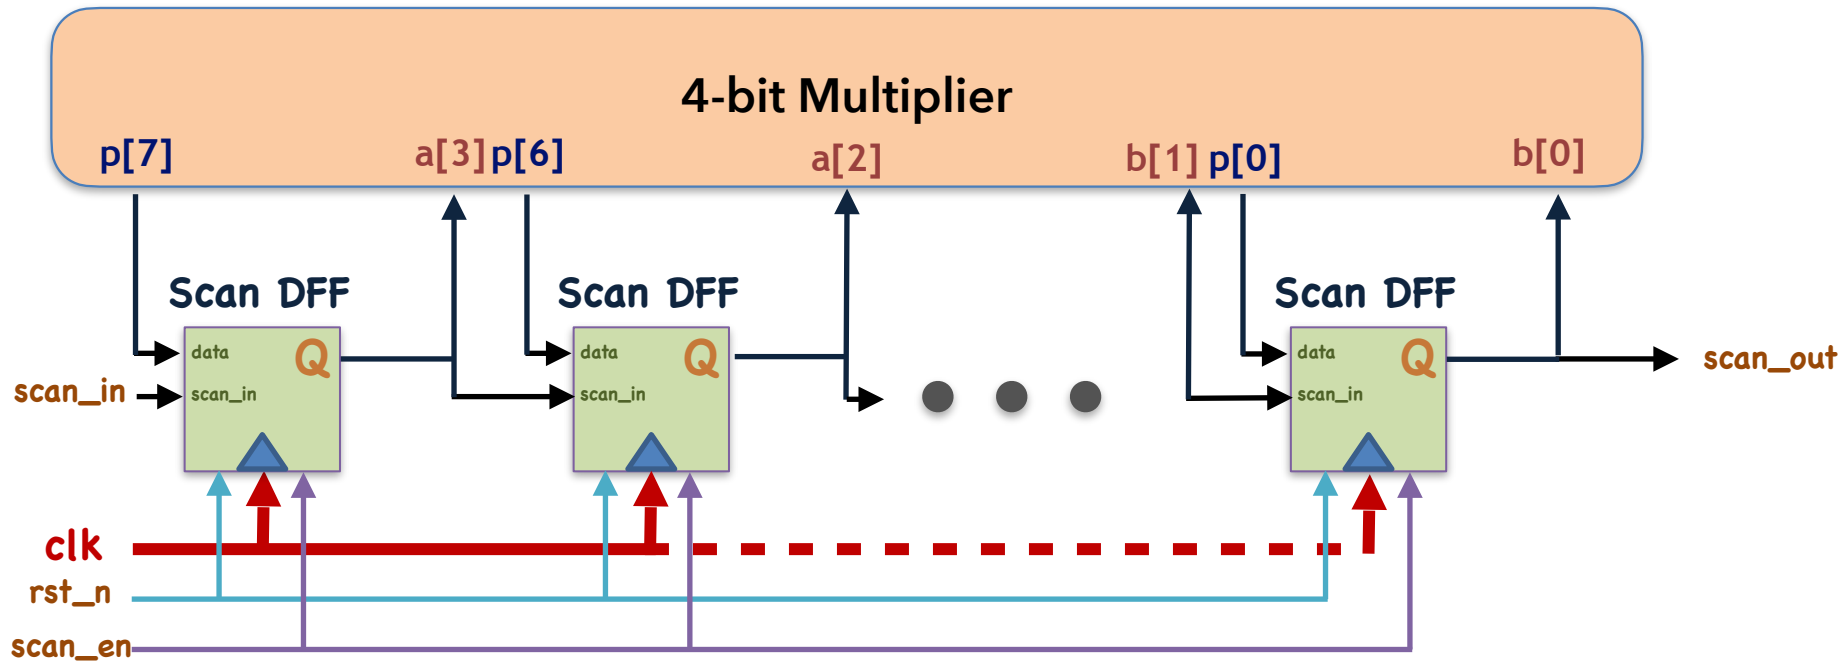 4-bit Multiplier
p[7] a[3] p[6] a[2] b[1] p[0] b[0]
Scan DFF Scan DFF Scan DFF
data Q data Q data Q
scan_in scan_in scan_in scan_in scan_out
clk
rst_n
scan_en